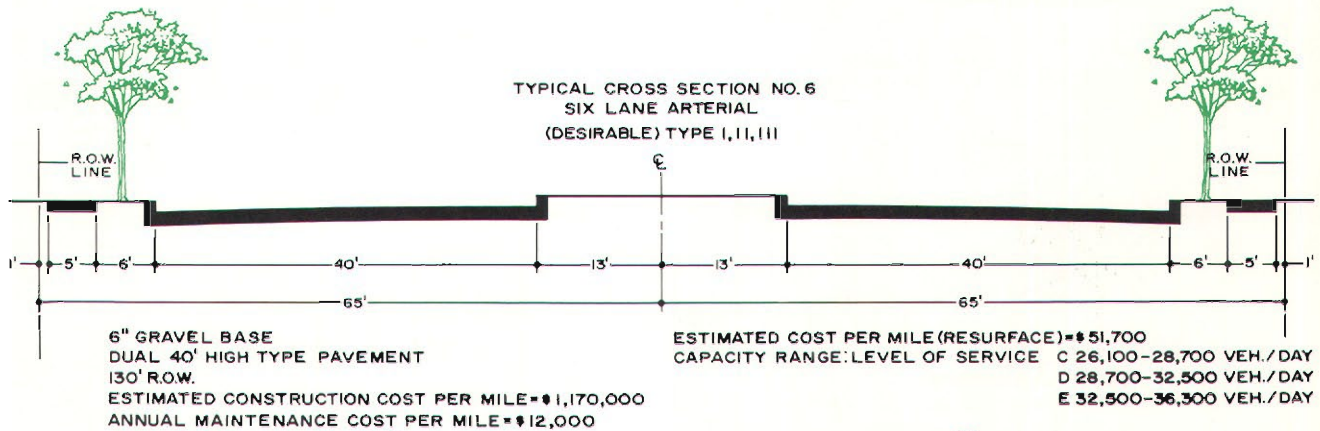 TYPICAL CROSS SECTION NO. 6
SIX LANE ARTERIAL
(DESIRABLE) TYPE I, II, III
R.O.W.
LINE
℄
R.O.W.
LINE
1' 5' 6' 40' 13' 13' 40' 6' 5' 1'
65' 65'
6" GRAVEL BASE
DUAL 40' HIGH TYPE PAVEMENT
130' R.O.W.
ESTIMATED CONSTRUCTION COST PER MILE=$1,170,000
ANNUAL MAINTENANCE COST PER MILE=$12,000
ESTIMATED COST PER MILE (RESURFACE)=$51,700
CAPACITY RANGE: LEVEL OF SERVICE C 26,100-28,700 VEH./DAY
D 28,700-32,500 VEH./DAY
E 32,500-36,300 VEH./DAY